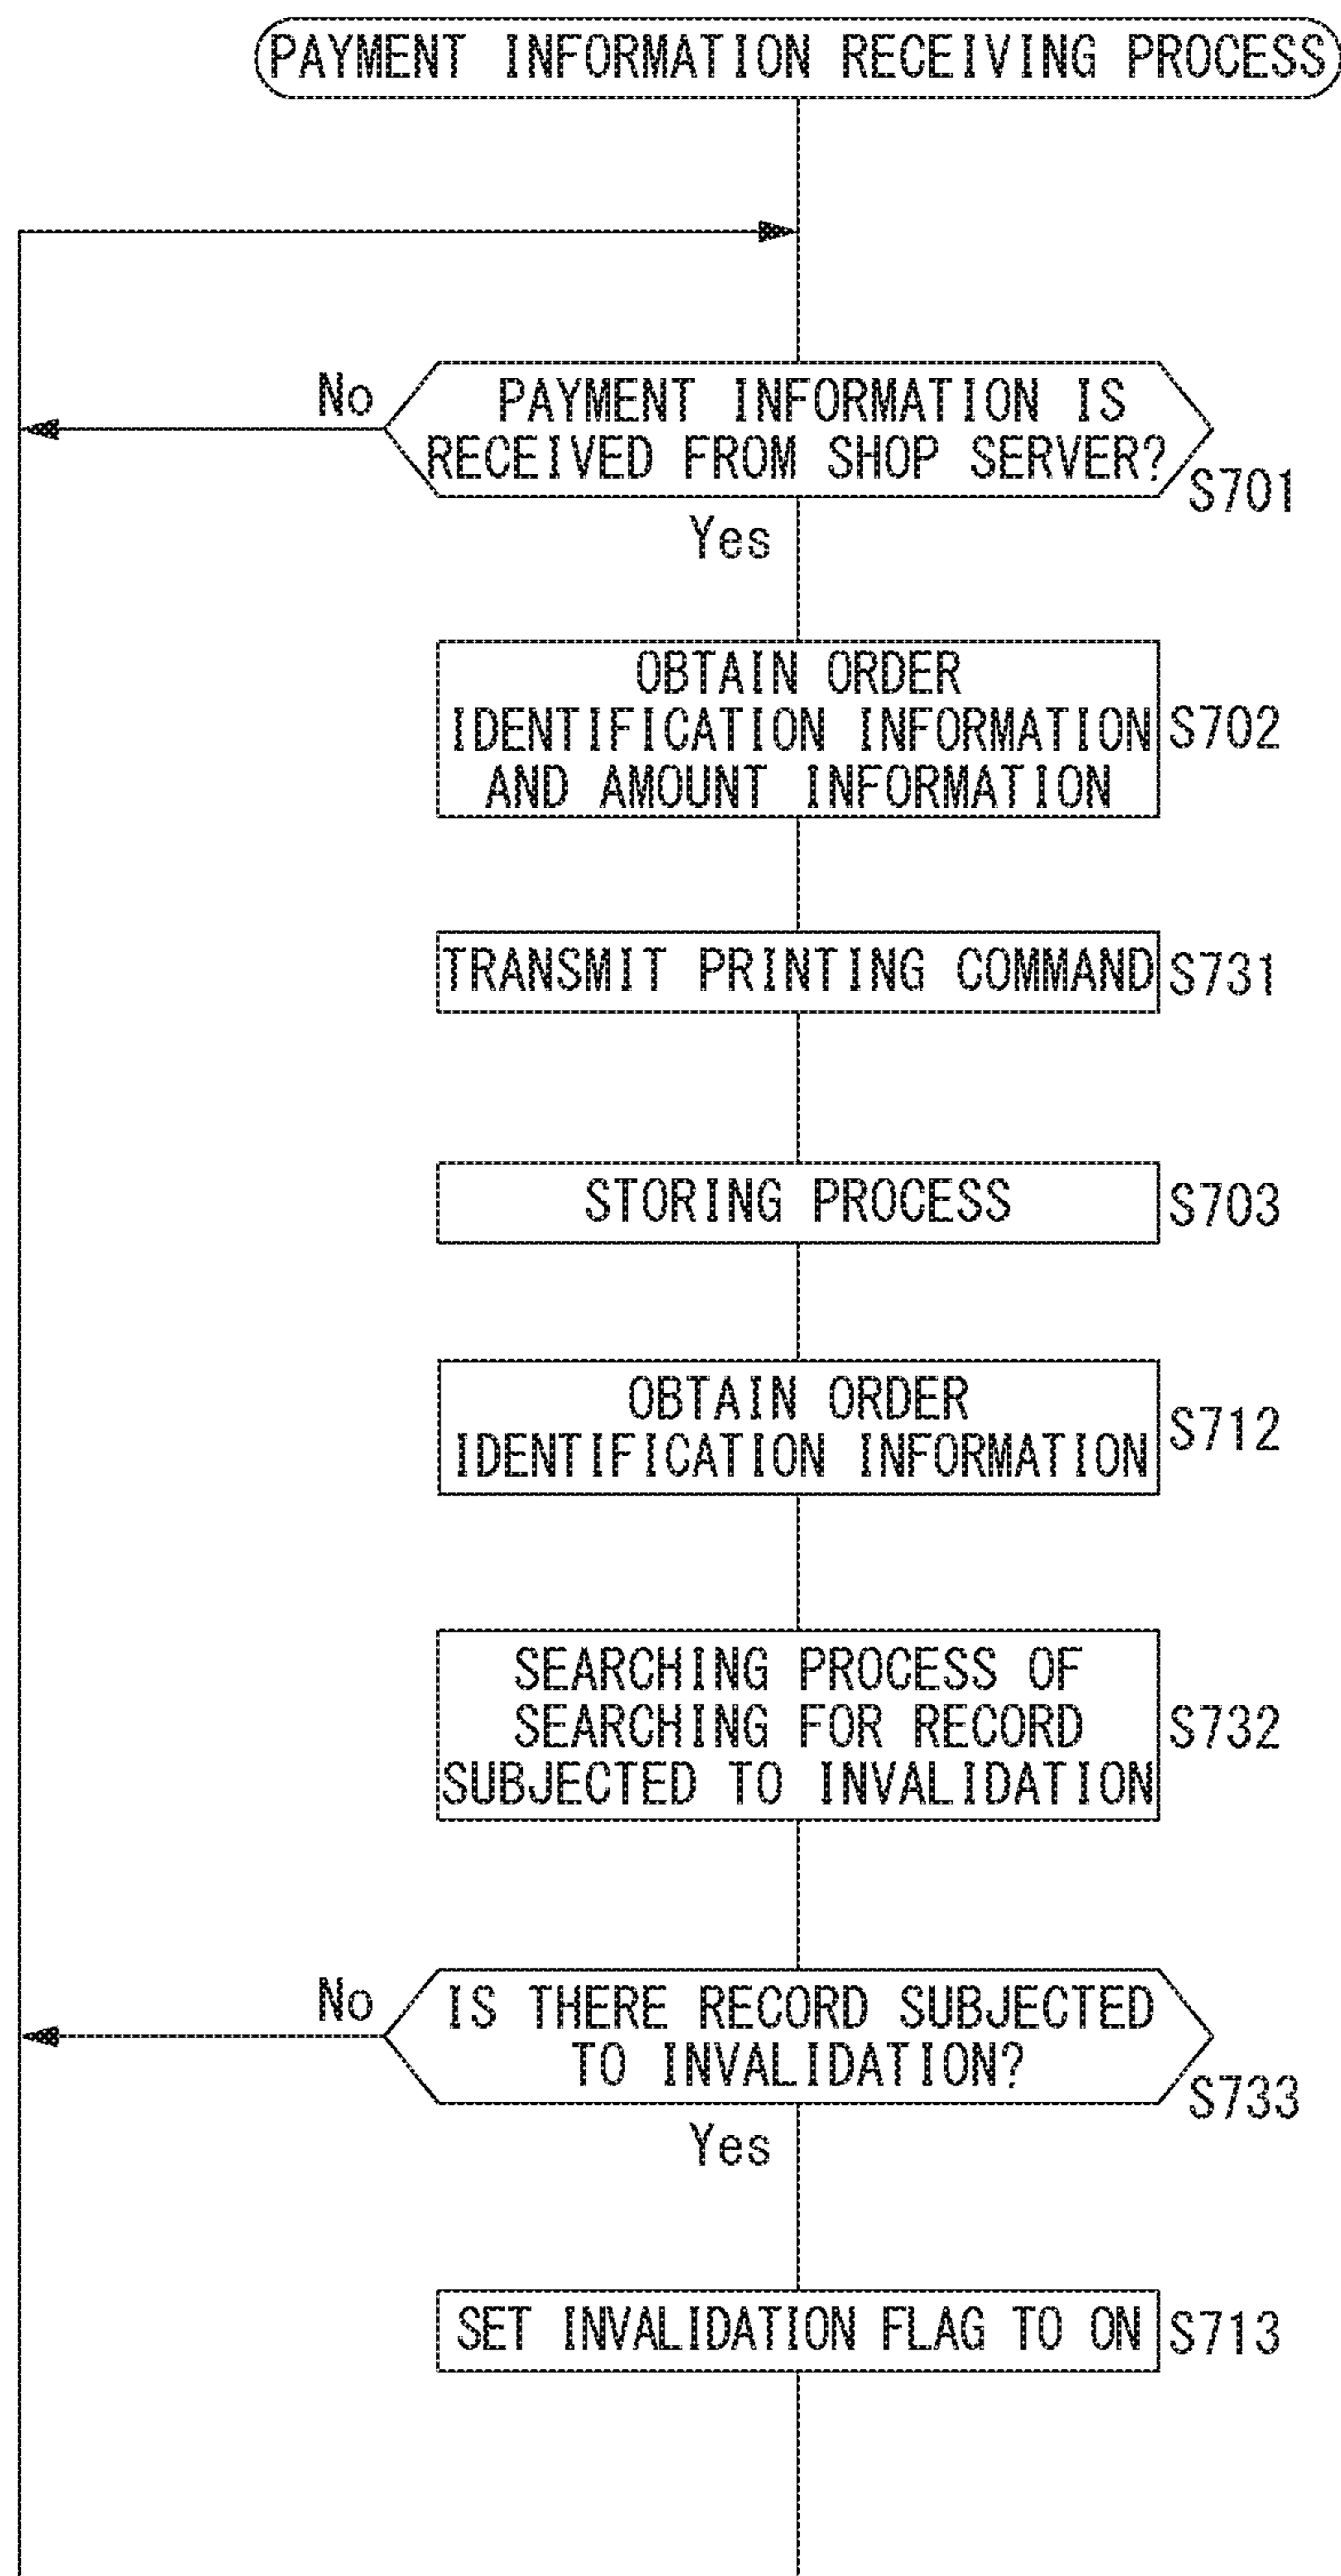 PAYMENT INFORMATION RECEIVING PROCESS
No
PAYMENT INFORMATION IS
RECEIVED FROM SHOP SERVER?
S701
Yes
OBTAIN ORDER
IDENTIFICATION INFORMATION
AND AMOUNT INFORMATION
S702
TRANSMIT PRINTING COMMAND
S731
STORING PROCESS
S703
OBTAIN ORDER
IDENTIFICATION INFORMATION
S712
SEARCHING PROCESS OF
SEARCHING FOR RECORD
SUBJECTED TO INVALIDATION
S732
No
IS THERE RECORD SUBJECTED
TO INVALIDATION?
S733
Yes
SET INVALIDATION FLAG TO ON
S713